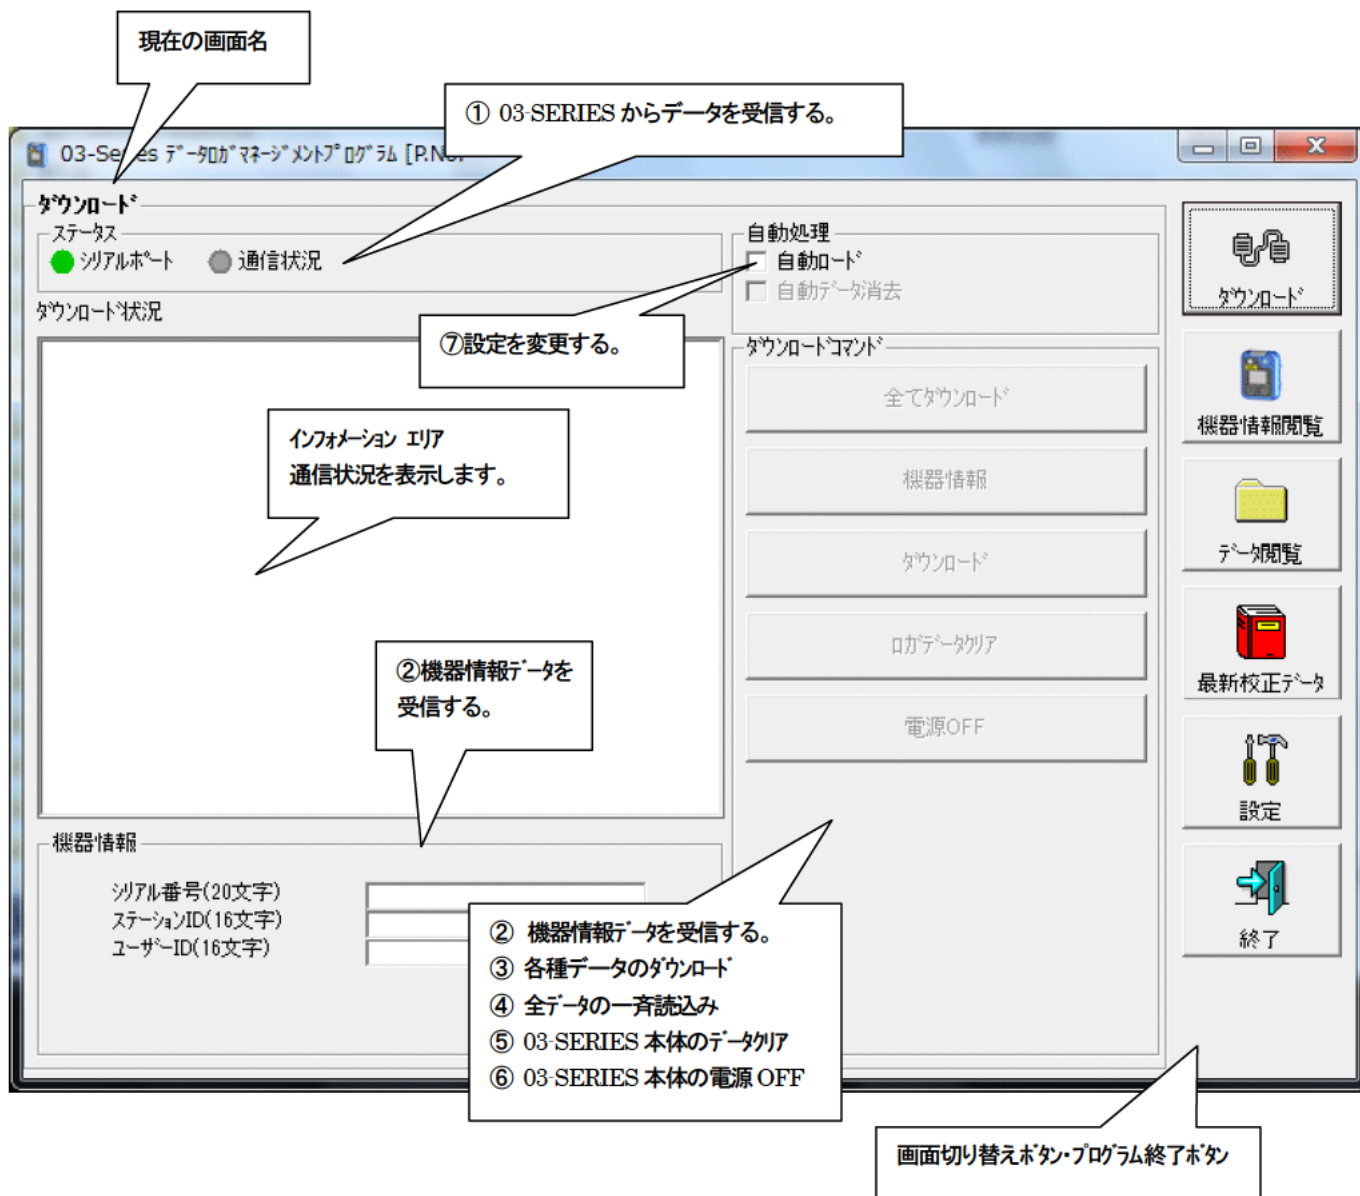 現在の画面名
① 03-SERIES からデータを受信する。
03-Series ﾃﾞｰﾀﾛｶﾞﾏﾈｰｼﾞﾒﾝﾄﾌﾟﾛｸﾞﾗﾑ [P.No.
ﾀﾞｳﾝﾛｰﾄﾞ
ｽﾃｰﾀｽ
ｼﾘｱﾙﾎﾟｰﾄ 通信状況
自動処理
自動ﾛｰﾄﾞ
自動ﾃﾞｰﾀ消去
ﾀﾞｳﾝﾛｰﾄﾞ状況
⑦設定を変更する。
ｲﾝﾌｫﾒｰｼｮﾝ ｴﾘｱ
通信状況を表示します。
②機器情報ﾃﾞｰﾀを
受信する。
ﾀﾞｳﾝﾛｰﾄﾞｺﾏﾝﾄﾞ
全てﾀﾞｳﾝﾛｰﾄﾞ
機器情報
ﾀﾞｳﾝﾛｰﾄﾞ
ﾛｶﾞﾃﾞｰﾀｸﾘｱ
電源OFF
ﾀﾞｳﾝﾛｰﾄﾞ
機器情報閲覧
ﾃﾞｰﾀ閲覧
最新校正ﾃﾞｰﾀ
設定
終了
機器情報
ｼﾘｱﾙ番号(20文字)
ｽﾃｰｼｮﾝID(16文字)
ﾕｰｻﾞｰID(16文字)
② 機器情報ﾃﾞｰﾀを受信する。
③ 各種データのﾀﾞｳﾝﾛｰﾄﾞ
④ 全ﾃﾞｰﾀの一斉読込み
⑤ 03-SERIES 本体のﾃﾞｰﾀｸﾘｱ
⑥ 03-SERIES 本体の電源 OFF
画面切り替えﾎﾞﾀﾝ・ﾌﾟﾛｸﾞﾗﾑ終了ﾎﾞﾀﾝ